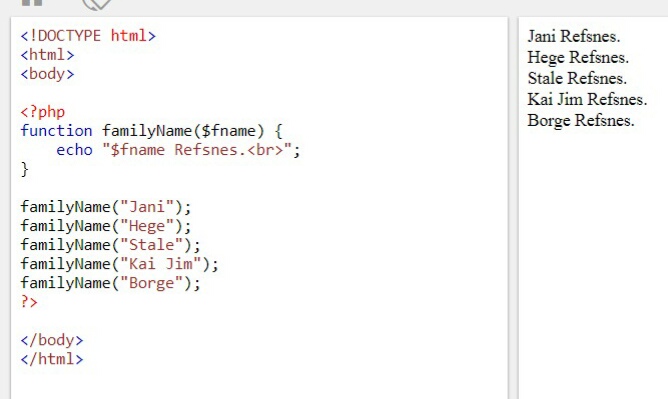 <!DOCTYPE html>
<html>
<body>
<?php
function familyName($fname) {
    echo "$fname Refsnes.<br>";
}
familyName("Jani");
familyName("Hege");
familyName("Stale");
familyName("Kai Jim");
familyName("Borge");
?>
</body>
</html>
Jani Refsnes.
Hege Refsnes.
Stale Refsnes.
Kai Jim Refsnes.
Borge Refsnes.